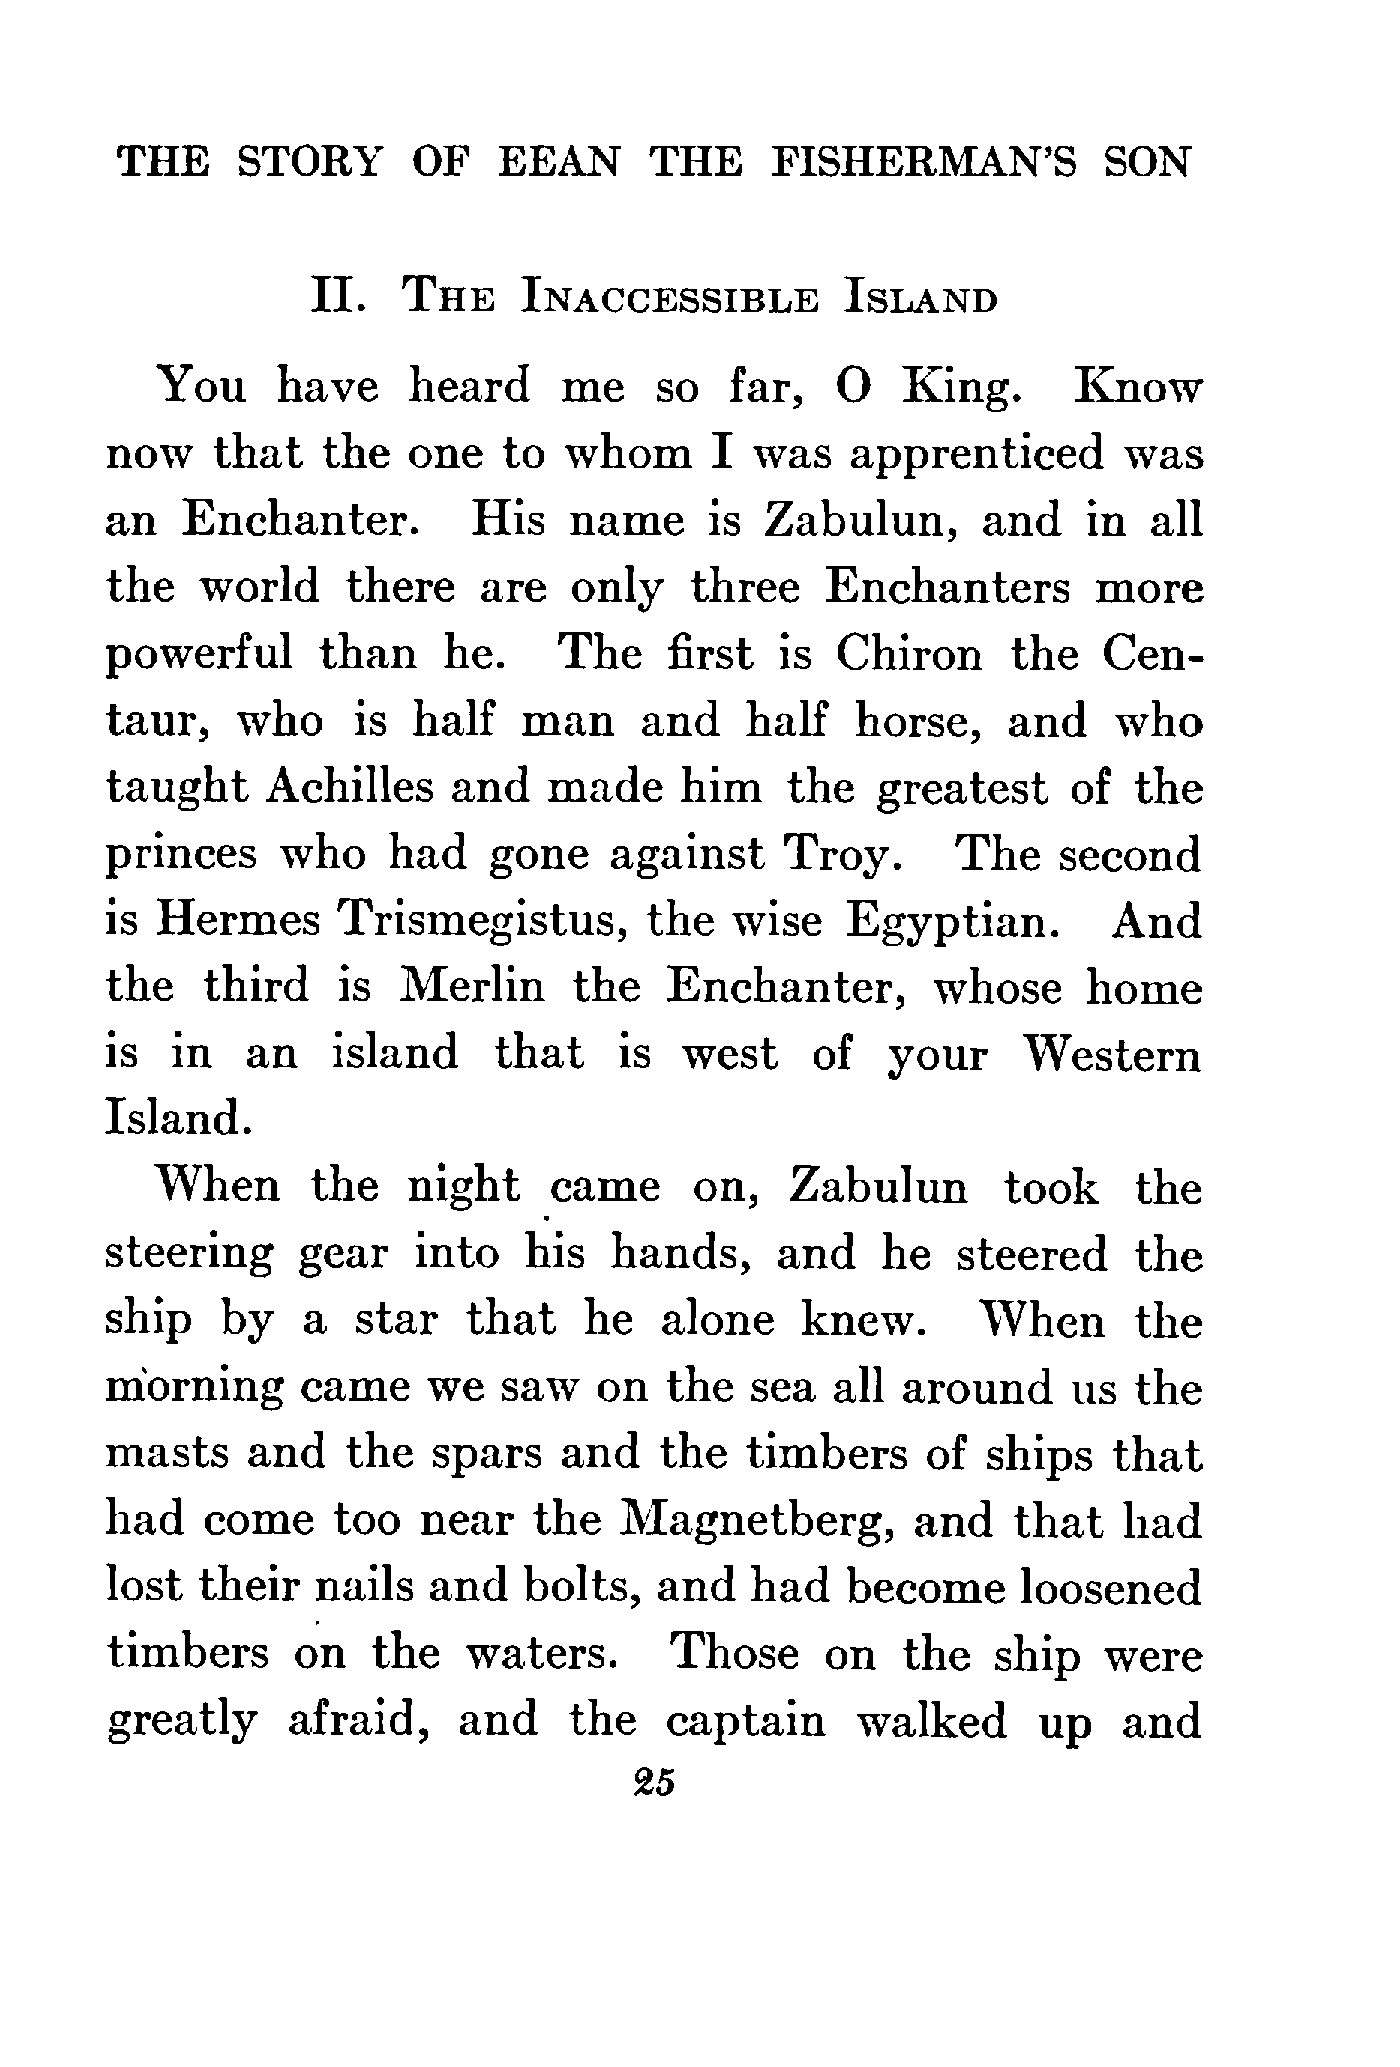 THE STORY OF EEAN THE FISHERMAN'S SON
II. The Inaccessible Island
You have heard me so far, O King. Know
now that the one to whom I was apprenticed was
an Enchanter. His name is Zabulun, and in all
the world there are only three Enchanters more
powerful than he. The first is Chiron the Cen-
taur, who is half man and half horse, and who
taught Achilles and made him the greatest of the
princes who had gone against Troy. The second
is Hermes Trismegistus, the wise Egyptian. And
the third is Merlin the Enchanter, whose home
is in an island that is west of your Western
Island.
When the night came on, Zabulun took the
steering gear into his hands, and he steered the
ship by a star that he alone knew. When the
morning came we saw on the sea all around us the
masts and the spars and the timbers of ships that
had come too near the Magnetberg, and that had
lost their nails and bolts, and had become loosened
timbers on the waters. Those on the ship were
greatly afraid, and the captain walked up and
25